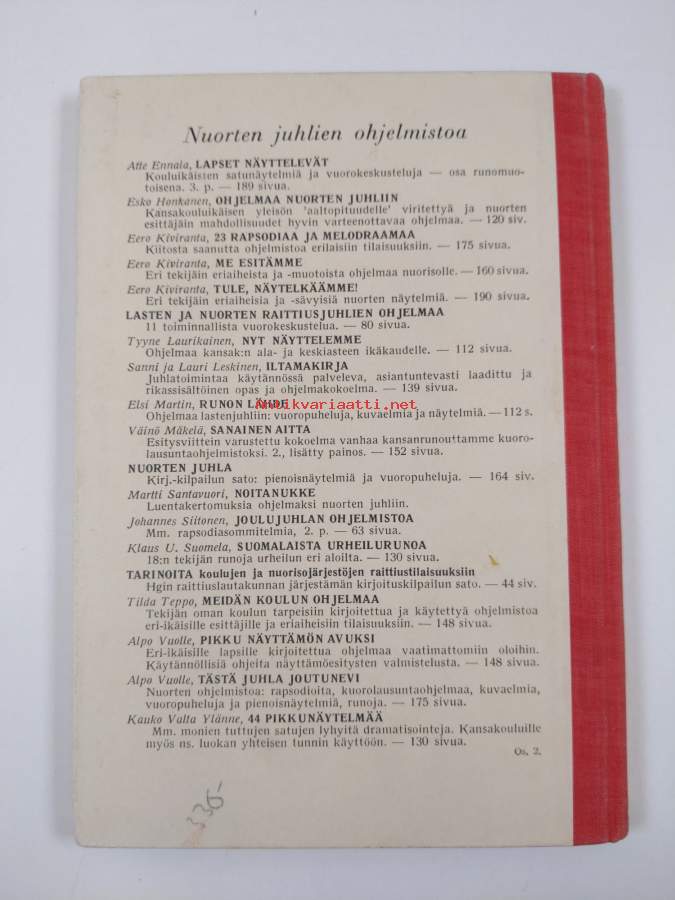 Nuorten juhlien ohjelmistoa
Atte Ennala, LAPSET NÄYTTELEVÄT
Kouluikäisten satunäytelmiä ja vuorokeskusteluja — osa runomuo-
toisena. 3. p. — 189 sivua.
Esko Honkanen, OHJELMAA NUORTEN JUHLIIN
Kansakouluikäisen yleisön 'aaltopituudelle' viritettyä ja nuorten
esittäjäin mahdollisuudet hyvin varteenottavaa ohjelmaa. — 120 siv.
Eero Kiviranta, 23 RAPSODIAA JA MELODRAAMAA
Kiitosta saanutta ohjelmistoa erilaisiin tilaisuuksiin. — 175 sivua.
Eero Kiviranta, ME ESITÄMME
Eri tekijäin eriaiheista ja -muotoista ohjelmaa nuorisolle. — 160 sivua.
Eero Kiviranta, TULE, NÄYTELKÄÄMME!
Eri tekijäin eriaiheisia ja -sävyisiä nuorten näytelmiä. — 190 sivua.
LASTEN JA NUORTEN RAITTIUSJUHLIEN OHJELMAA
11 toiminnallista vuorokeskustelua. — 80 sivua.
Tyyne Laurikainen, NYT NÄYTTELEMME
Ohjelmaa kansak:n ala- ja keskiasteen ikäkaudelle. — 112 sivua.
Sanni ja Lauri Leskinen, ILTAMAKIRJA
Juhlatoimintaa käytännössä palveleva, asiantuntevasti laadittu ja
rikassisältöinen opas ja ohjelmakokoelma. — 139 sivua.
Elsi Martin, RUNON LÄHDE
antikvariaatti.net
Ohjelmaa lastenjuhliin: vuoropuheluja, kuvaelmia ja näytelmiä. — 112 s.
Väinö Mäkelä, SANAINEN AITTA
Esitysviittein varustettu kokoelma vanhaa kansanrunouttamme kuoro-
lausuntaohjelmistoksi. 2., lisätty painos. — 152 sivua.
NUORTEN JUHLA
Kirj.-kilpailun sato: pienoisnäytelmiä ja vuoropuheluja. — 164 siv.
Martti Santavuori, NOITANUKKE
Luentakertomuksia ohjelmaksi nuorten juhliin.
Johannes Siitonen, JOULUJUHLAN OHJELMISTOA
Mm. rapsodiasommitelmia, 2. p. — 63 sivua.
Klaus U. Suomela, SUOMALAISTA URHEILURUNOA
18:n tekijän runoja urheilun eri aloilta. — 130 sivua.
TARINOITA koulujen ja nuorisojärjestöjen raittiustilaisuuksiin
Hgin raittiuslautakunnan järjestämän kirjoituskilpailun sato. — 44 siv.
Tilda Teppo, MEIDÄN KOULUN OHJELMAA
Tekijän oman koulun tarpeisiin kirjoitettua ja käytettyä ohjelmistoa
eri-ikäisille esittäjille ja eriaiheisiin tilaisuuksiin. — 148 sivua.
Alpo Vuolle, PIKKU NÄYTTÄMÖN AVUKSI
Eri-ikäisille lapsille kirjoitettua ohjelmaa vaatimattomiin oloihin.
Käytännöllisiä ohjeita näyttämöesitysten valmistelusta. — 148 sivua.
Alpo Vuolle, TÄSTÄ JUHLA JOUTUNEVI
Nuorten ohjelmistoa: rapsodioita, kuorolausuntaohjelmaa, kuvaelmia,
vuoropuheluja ja pienoisnäytelmiä, runoja. — 175 sivua.
Kauko Valta Ylänne, 44 PIKKUNÄYTELMÄÄ
Mm. monien tuttujen satujen lyhyitä dramatisointeja. Kansakouluille
myös ns. luokan yhteisen tunnin käyttöön. — 130 sivua.
Os. 2.
336-